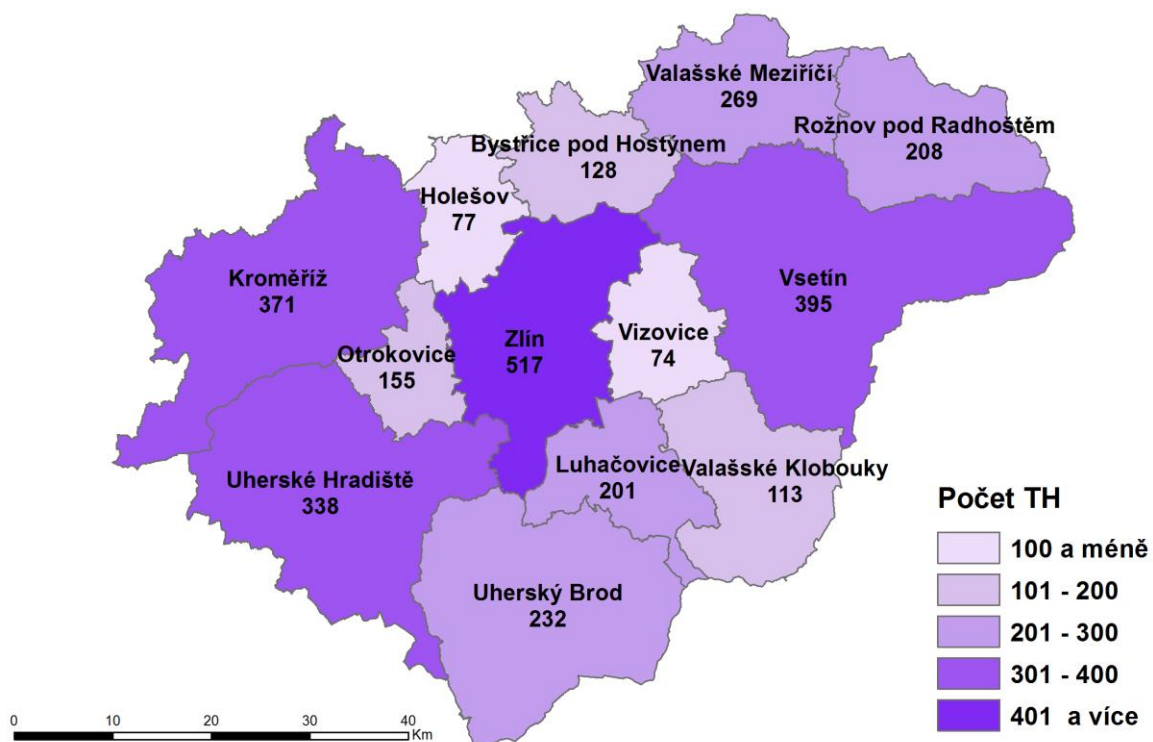 Valašské Meziříčí
269
Rožnov pod Radhoštěm
208
Bystřice pod Hostýnem
128
Holešov
77
Kroměříž
371
Vsetín
395
Zlín
517
Vizovice
74
Otrokovice
155
Uherské Hradiště
338
Luhačovice
201
Valašské Klobouky
113
Uherský Brod
232
Počet TH
100 a méně
101 - 200
201 - 300
301 - 400
401 a více
0 10 20 30 40
Km